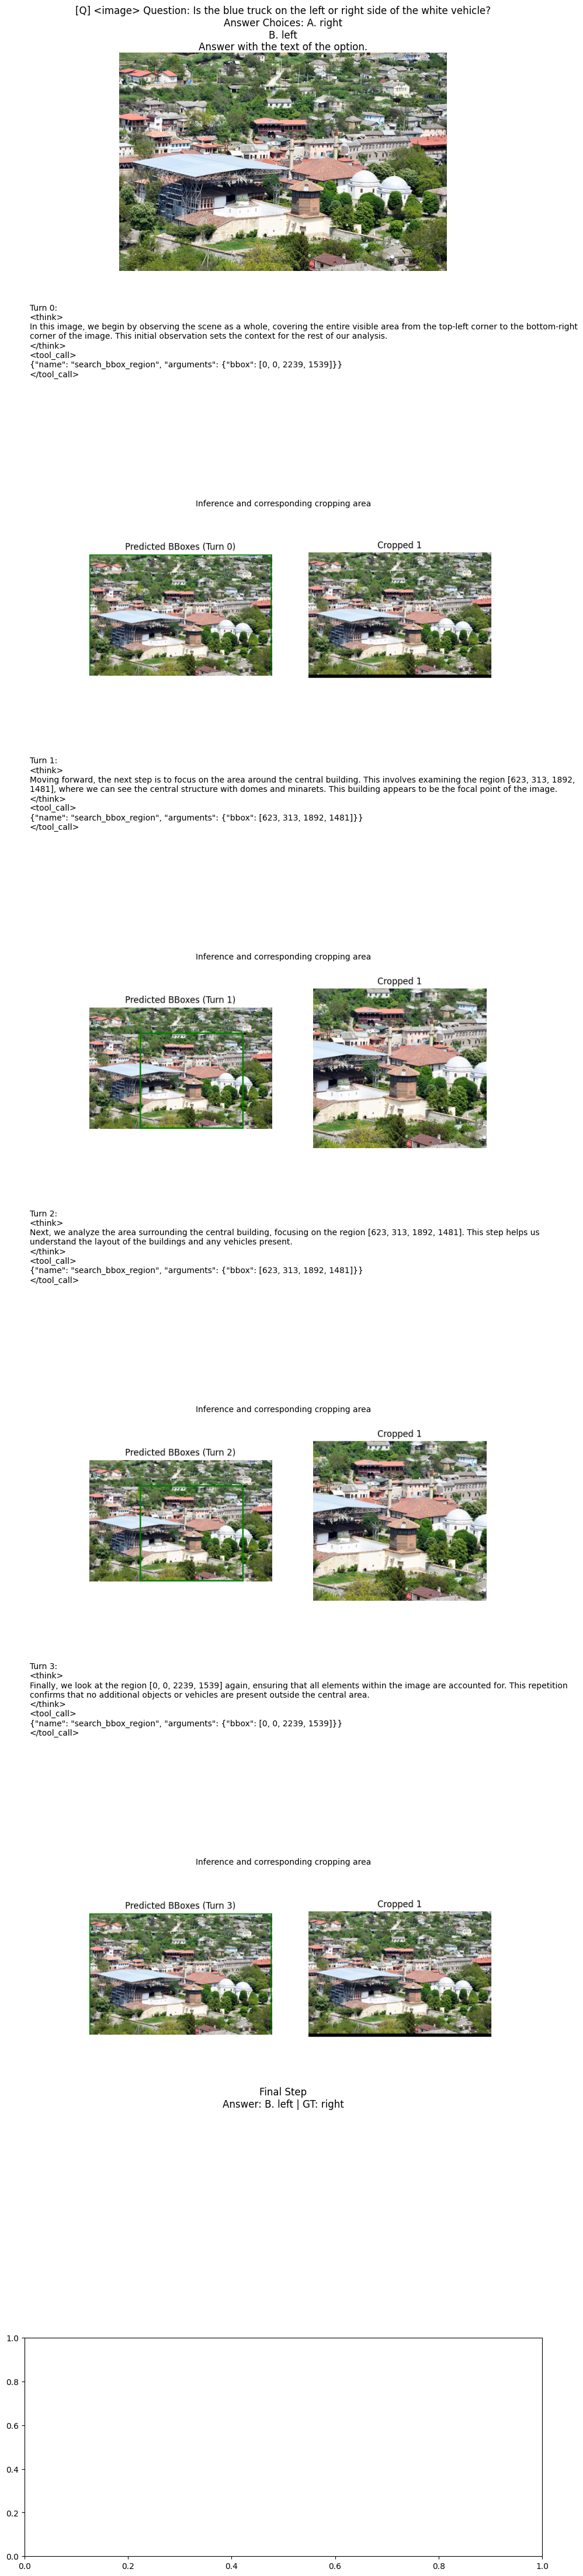 [Q] <image> Question: Is the blue truck on the left or right side of the white vehicle?
Answer Choices: A. right
B. left
Answer with the text of the option.
Turn 0:
<think>
In this image, we begin by observing the scene as a whole, covering the entire visible area from the top-left corner to the bottom-right
corner of the image. This initial observation sets the context for the rest of our analysis.
</think>
<tool_call>
{"name": "search_bbox_region", "arguments": {"bbox": [0, 0, 2239, 1539]}}
</tool_call>
Inference and corresponding cropping area
Predicted BBoxes (Turn 0)
Cropped 1
Turn 1:
<think>
Moving forward, the next step is to focus on the area around the central building. This involves examining the region [623, 313, 1892,
1481], where we can see the central structure with domes and minarets. This building appears to be the focal point of the image.
</think>
<tool_call>
{"name": "search_bbox_region", "arguments": {"bbox": [623, 313, 1892, 1481]}}
</tool_call>
Inference and corresponding cropping area
Predicted BBoxes (Turn 1)
Cropped 1
Turn 2:
<think>
Next, we analyze the area surrounding the central building, focusing on the region [623, 313, 1892, 1481]. This step helps us
understand the layout of the buildings and any vehicles present.
</think>
<tool_call>
{"name": "search_bbox_region", "arguments": {"bbox": [623, 313, 1892, 1481]}}
</tool_call>
Inference and corresponding cropping area
Predicted BBoxes (Turn 2)
Cropped 1
Turn 3:
<think>
Finally, we look at the region [0, 0, 2239, 1539] again, ensuring that all elements within the image are accounted for. This repetition
confirms that no additional objects or vehicles are present outside the central area.
</think>
<tool_call>
{"name": "search_bbox_region", "arguments": {"bbox": [0, 0, 2239, 1539]}}
</tool_call>
Inference and corresponding cropping area
Predicted BBoxes (Turn 3)
Cropped 1
Final Step
Answer: B. left | GT: right
1.0
0.8
0.6
0.4
0.2
0.0
0.0 0.2 0.4 0.6 0.8 1.0